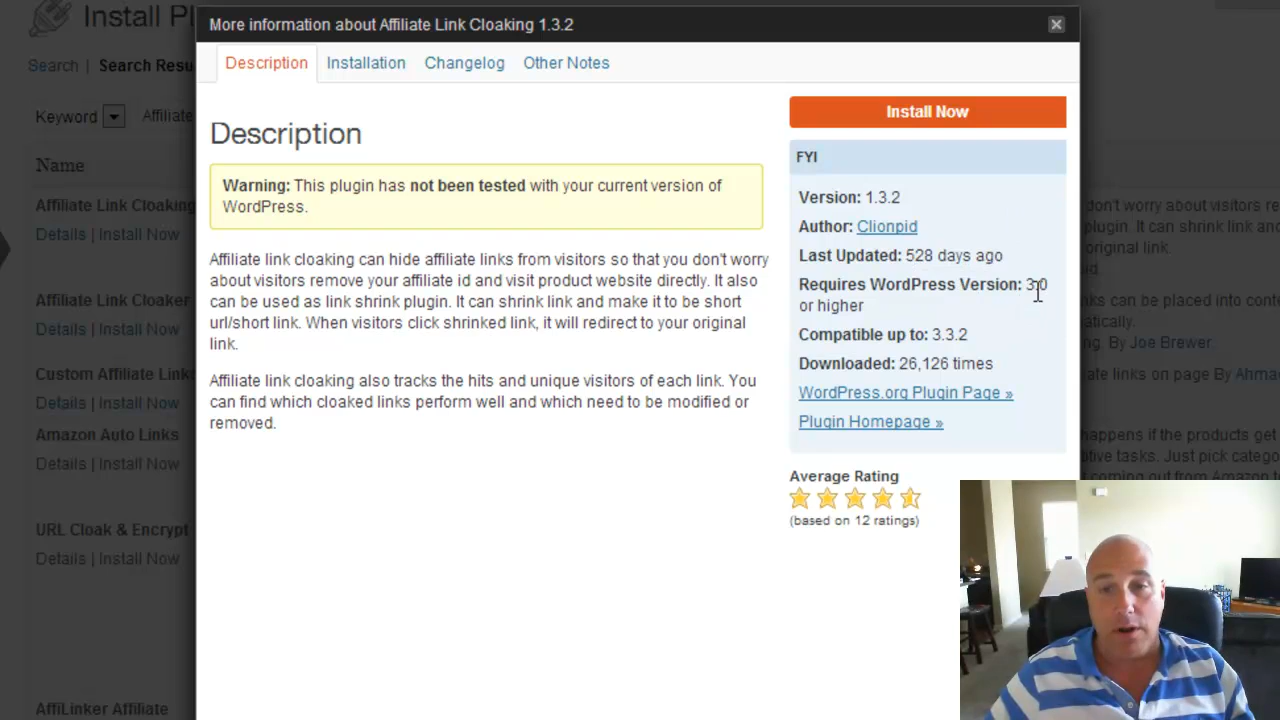 Install Pl
More information about Affiliate Link Cloaking 1.3.2
Search | Search Resu
Description Installation Changelog Other Notes
Keyword Affiliate
Install Now
Description
FYI
Name
Warning: This plugin has not been tested with your current version of
WordPress.
Version: 1.3.2
Author: Clionpid
Last Updated: 528 days ago
Requires WordPress Version: 3.0
or higher
Compatible up to: 3.3.2
Downloaded: 26,126 times
WordPress.org Plugin Page »
Plugin Homepage »
Average Rating
(based on 12 ratings)
Affiliate link cloaking can hide affiliate links from visitors so that you don't worry
about visitors remove your affiliate id and visit product website directly. It also
can be used as link shrink plugin. It can shrink link and make it to be short
url/short link. When visitors click shrinked link, it will redirect to your original
link.
Affiliate link cloaking also tracks the hits and unique visitors of each link. You
can find which cloaked links perform well and which need to be modified or
removed.
Affiliate Link Cloaking
Details | Install Now
Affiliate Link Cloaker
Details | Install Now
Custom Affiliate Links
Details | Install Now
Amazon Auto Links
Details | Install Now
URL Cloak & Encrypt
Details | Install Now
AffiLinker Affiliate
don't worry about visitors re
plugin. It can shrink link an
original link.
nks can be placed into conte
matically.
ng. By Joe Brewer.
ate links on page By Ahma
happens if the products get
itive tasks. Just pick catego
coming out from Amazon to